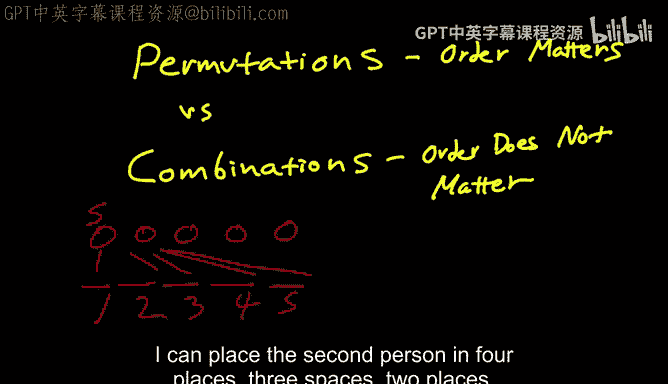 GPT中英字幕课程资源@bilibili.com
GPT中英字幕课程资源 bilibili
Permutations - Order Matters
vs
Combinations - Order Does Not
Matter
5
1 2 3 4 5
I can place the second person in four
places, three spaces, two places